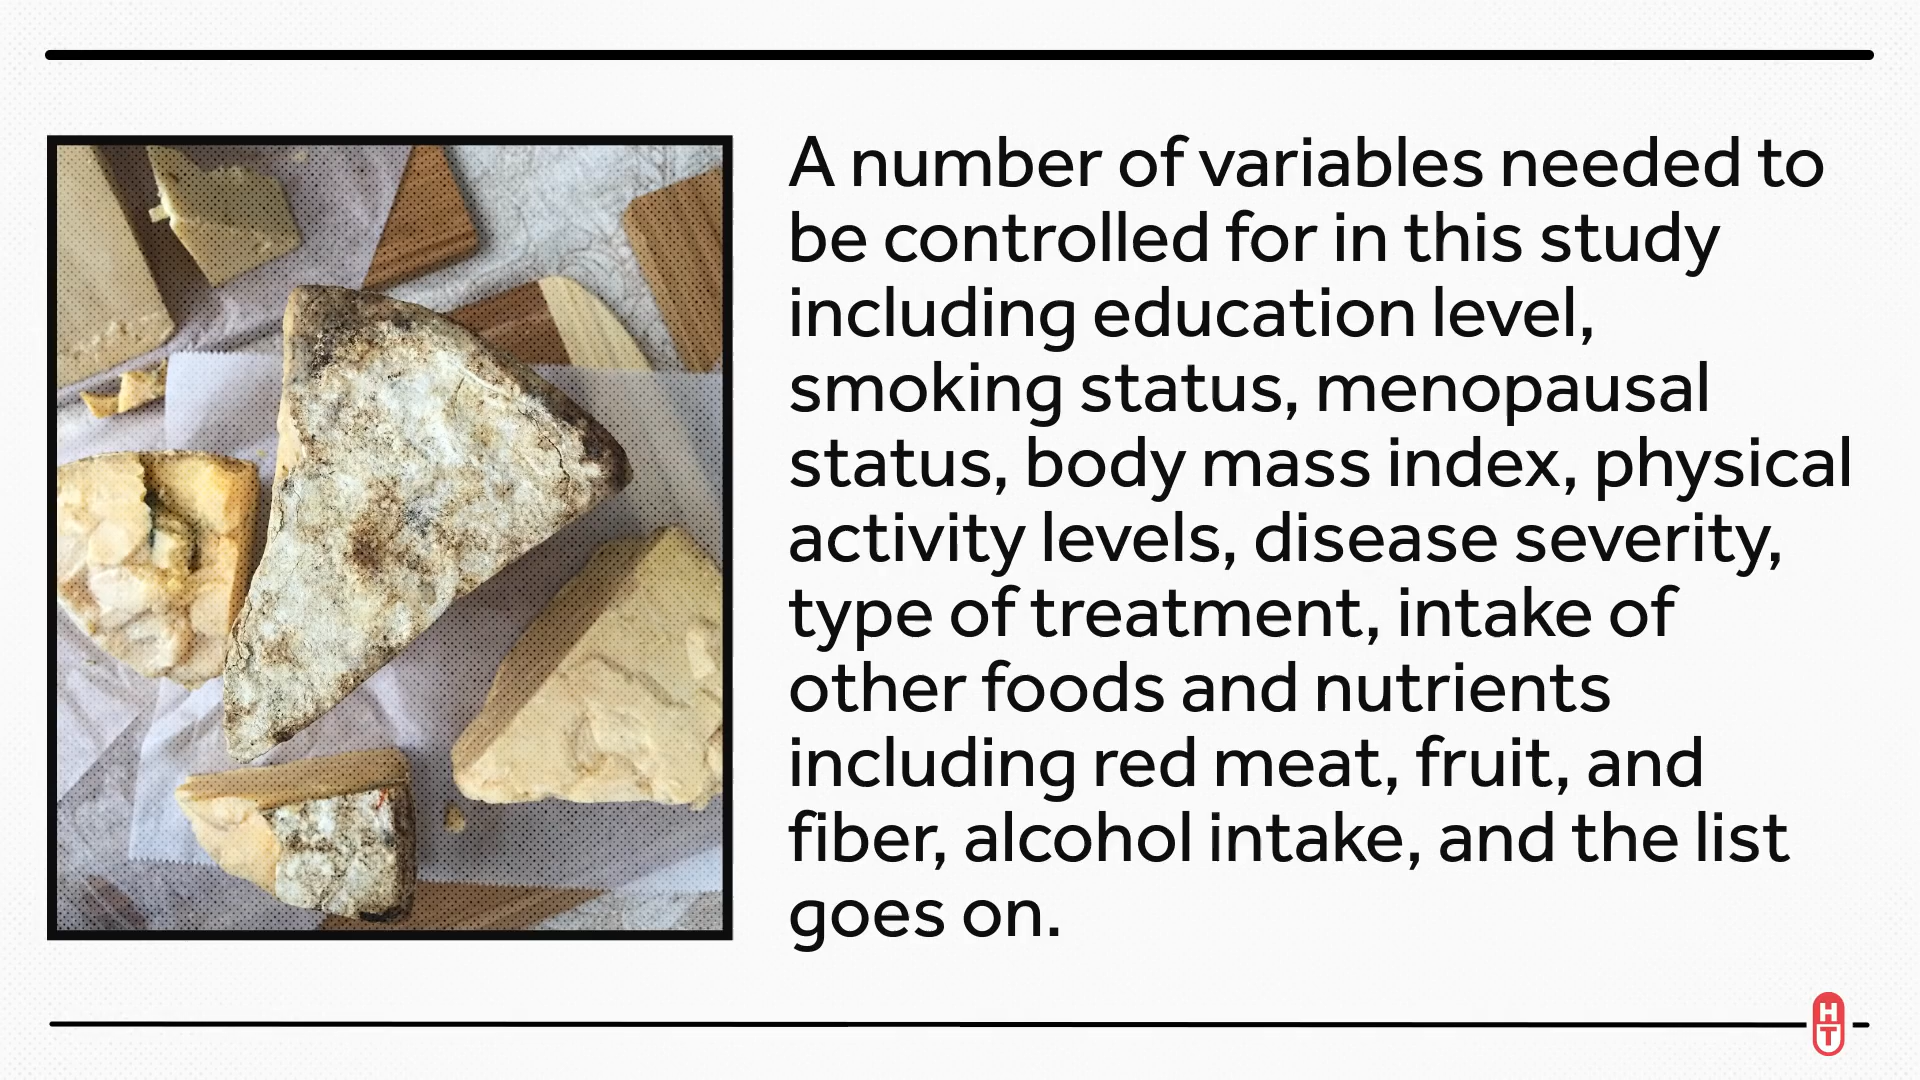 A number of variables needed to
be controlled for in this study
including education level,
smoking status, menopausal
status, body mass index, physical
activity levels, disease severity,
type of treatment, intake of
other foods and nutrients
including red meat, fruit, and
fiber, alcohol intake, and the list
goes on.
H
T